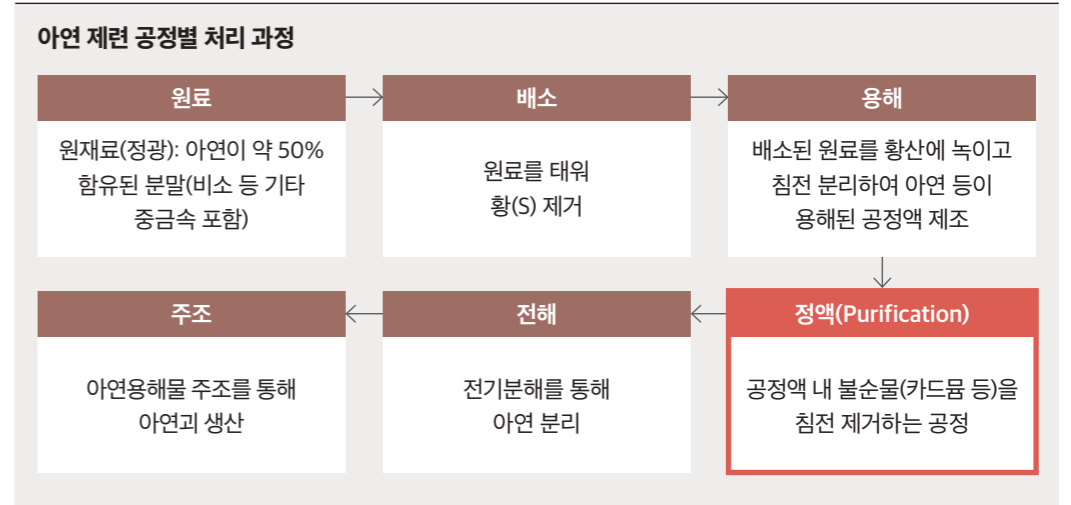 아연 제련 공정별 처리 과정
원료
원재료(정광): 아연이 약 50%
함유된 분말(비소 등 기타
중금속 포함)
배소
원료를 태워
황(S) 제거
용해
배소된 원료를 황산에 녹이고
침전 분리하여 아연 등이
용해된 공정액 제조
정액(Purification)
공정액 내 불순물(카드뮴 등)을
침전 제거하는 공정
전해
전기분해를 통해
아연 분리
주조
아연용해물 주조를 통해
아연괴 생산